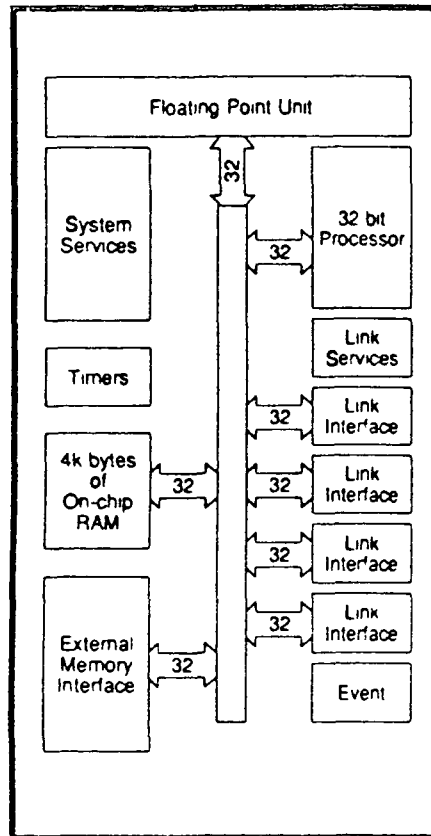 Floating Point Unit
32
System
Services
32 bit
Processor
32
Link
Services
Timers
Link
Interface
32
4k bytes
of
On-chip
RAM
32
32
Link
Interface
32
Link
Interface
External
Memory
Interface
32
32
Link
Interface
Event